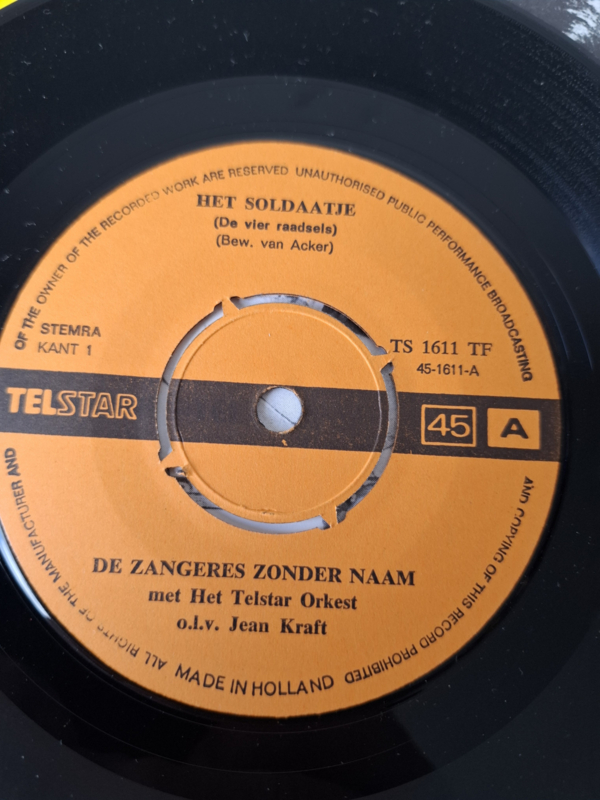 HET SOLDAATJE
(De vier raadsels)
(Bew. van Acker)
STEMRA
KANT 1
TS 1611 TF
45-1611-A
TELSTAR
45
A
DE ZANGERES ZONDER NAAM
met Het Telstar Orkest
o.l.v. Jean Kraft
ALL RIGHTS OF THE MANUFACTURER AND OF THE OWNER OF THE RECORDED WORK ARE RESERVED UNAUTHORISED PUBLIC PERFORMANCE BROADCASTING AND COPYING OF THIS RECORD PROHIBITED
MADE IN HOLLAND